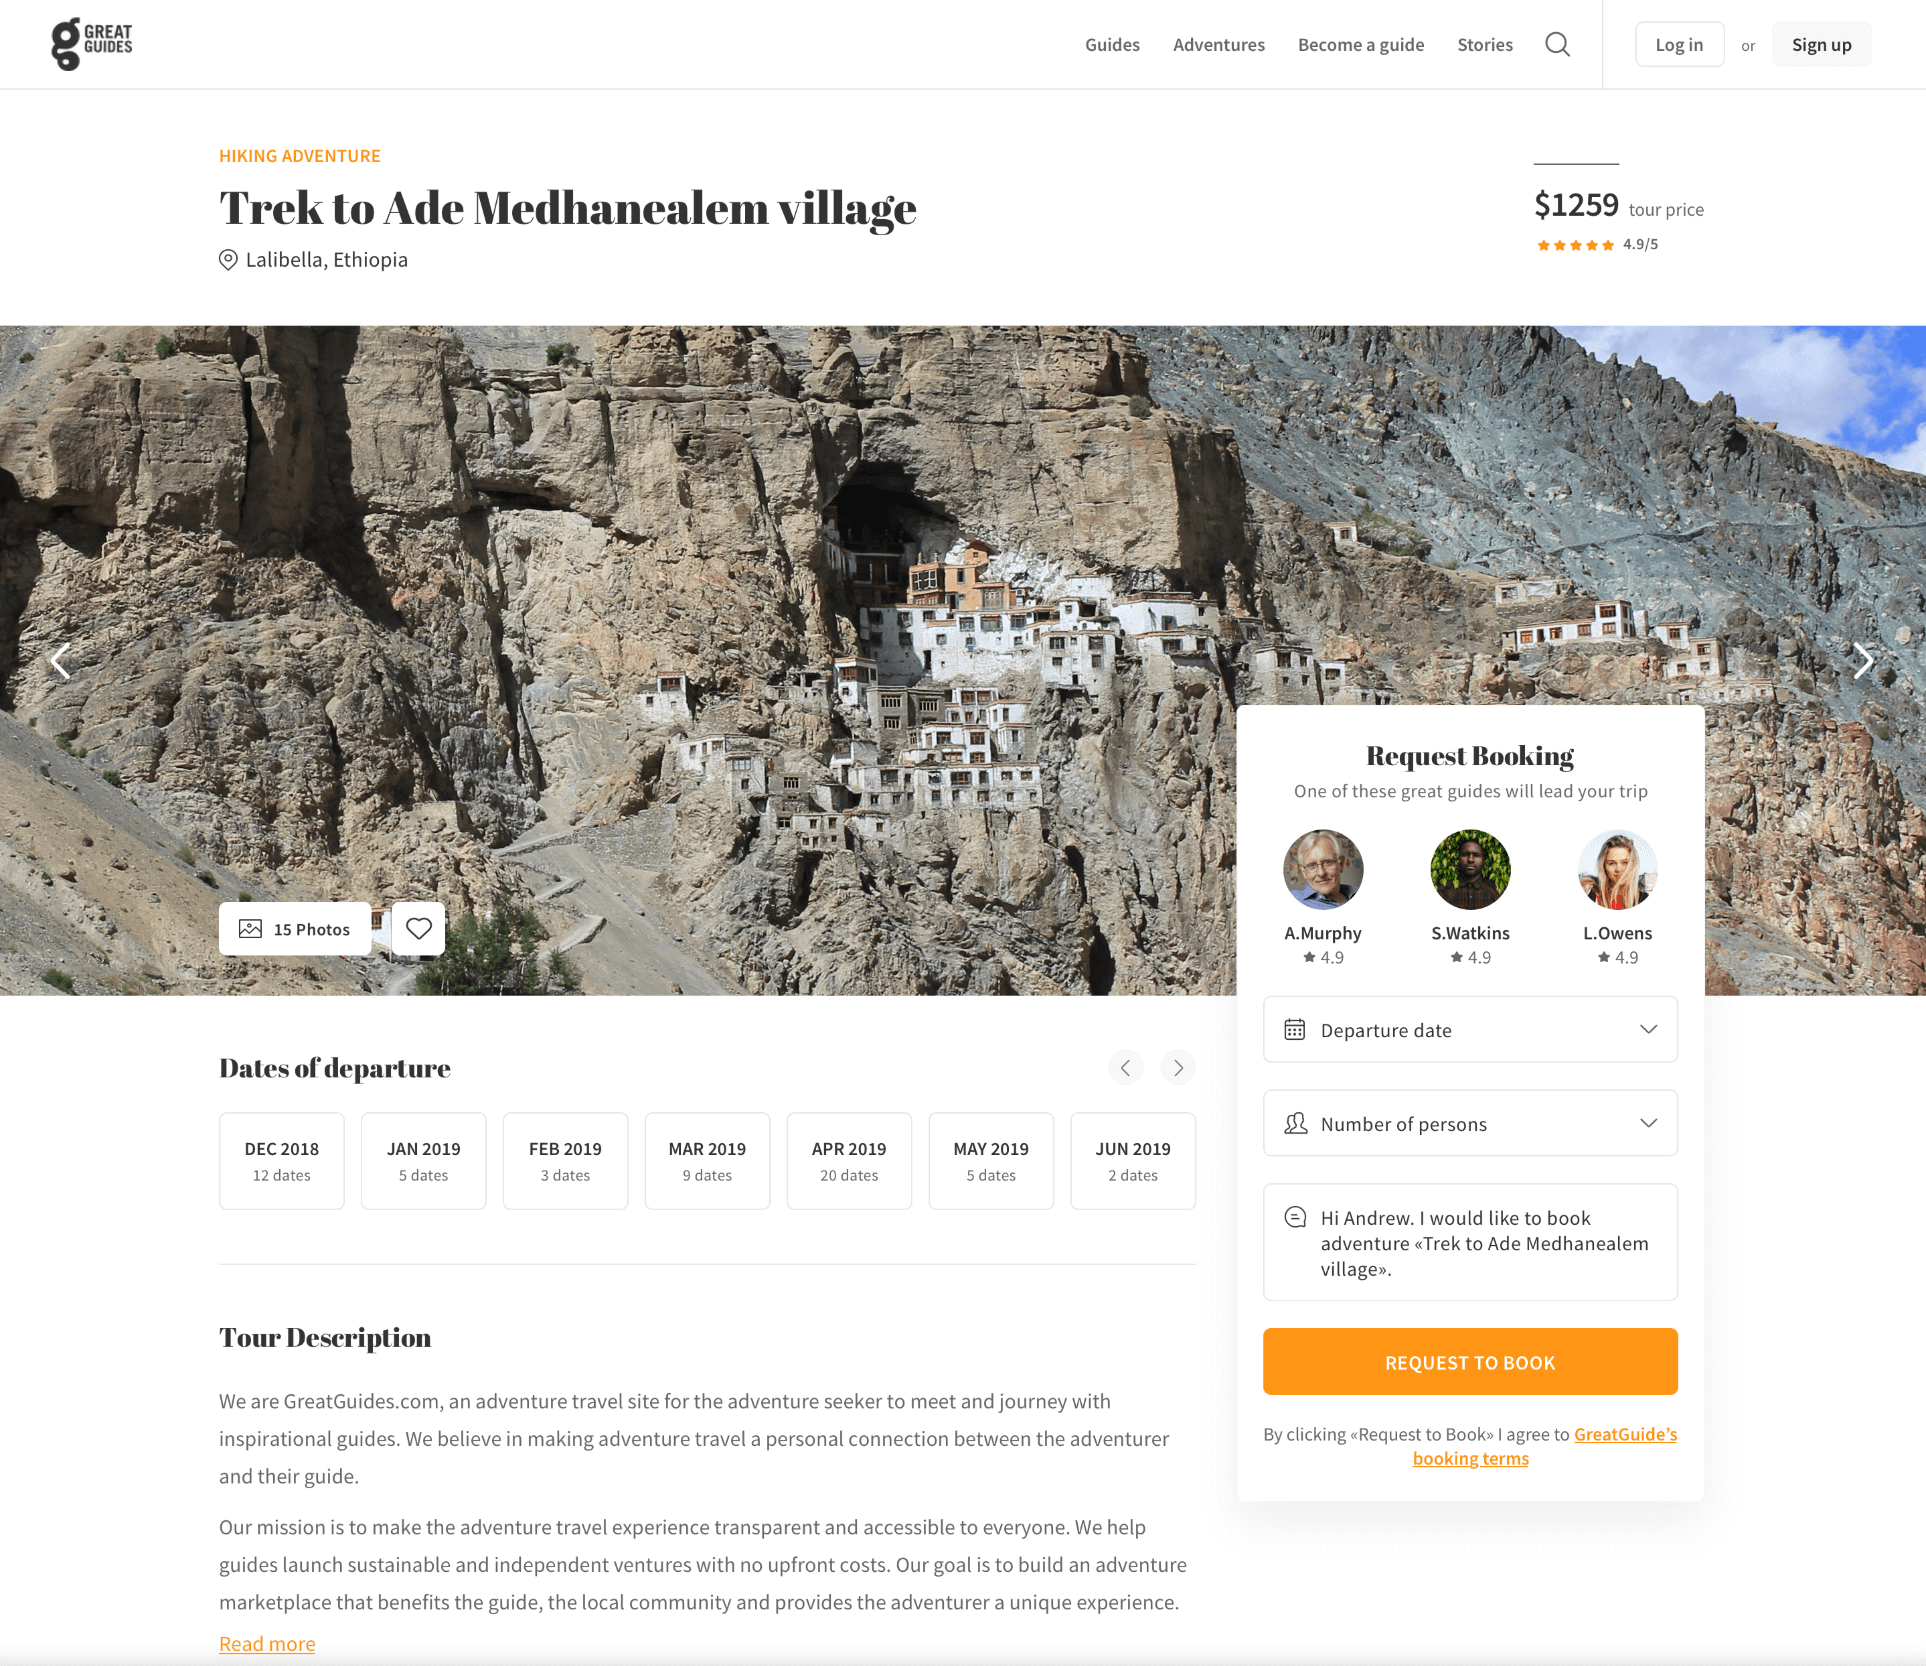 GREAT
GUIDES
Guides
Adventures
Become a guide
Stories
Log in
or
Sign up
HIKING ADVENTURE
Trek to Ade Medhanealem village
Lalibella, Ethiopia
$1259 tour price
4.9/5
15 Photos
Request Booking
One of these great guides will lead your trip
A.Murphy
4.9
S.Watkins
4.9
L.Owens
4.9
Departure date
Number of persons
Hi Andrew. I would like to book
adventure «Trek to Ade Medhanealem
village».
REQUEST TO BOOK
By clicking «Request to Book» I agree to GreatGuide’s
booking terms
Dates of departure
DEC 2018
12 dates
JAN 2019
5 dates
FEB 2019
3 dates
MAR 2019
9 dates
APR 2019
20 dates
MAY 2019
5 dates
JUN 2019
2 dates
Tour Description
We are GreatGuides.com, an adventure travel site for the adventure seeker to meet and journey with
inspirational guides. We believe in making adventure travel a personal connection between the adventurer
and their guide.
Our mission is to make the adventure travel experience transparent and accessible to everyone. We help
guides launch sustainable and independent ventures with no upfront costs. Our goal is to build an adventure
marketplace that benefits the guide, the local community and provides the adventurer a unique experience.
Read more